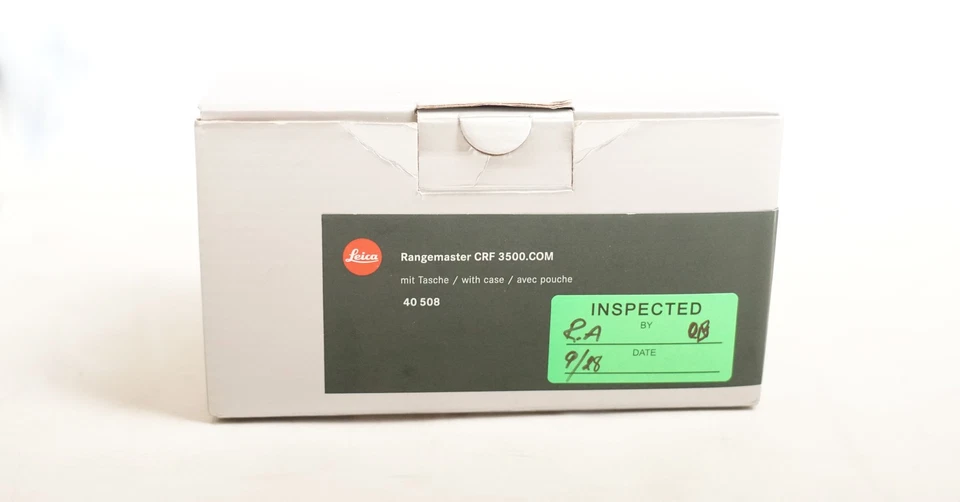 Leica
Rangemaster CRF 3500.COM
mit Tasche / with case / avec pouche
40 508
INSPECTED
BY
R.A
DATE
9/28